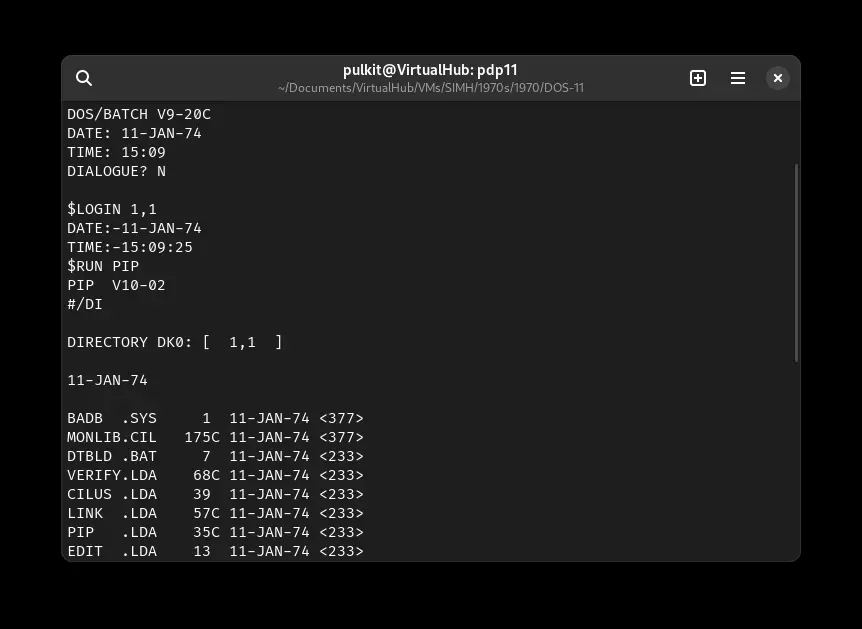 pulkit@VirtualHub: pdp11
~/Documents/VirtualHub/VMs/SIMH/1970s/1970/DOS-11
DOS/BATCH V9-20C
DATE: 11-JAN-74
TIME: 15:09
DIALOGUE? N
$LOGIN 1,1
DATE:-11-JAN-74
TIME:-15:09:25
$RUN PIP
PIP  V10-02
#/DI
DIRECTORY DK0: [  1,1  ]
11-JAN-74
BADB  .SYS     1  11-JAN-74 <377>
MONLIB.CIL   175C 11-JAN-74 <377>
DTBLD .BAT     7  11-JAN-74 <233>
VERIFY.LDA    68C 11-JAN-74 <233>
CILUS .LDA    39  11-JAN-74 <233>
LINK  .LDA    57C 11-JAN-74 <233>
PIP   .LDA    35C 11-JAN-74 <233>
EDIT  .LDA    13  11-JAN-74 <233>